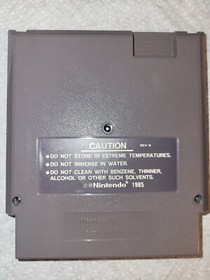 CAUTION
REV-A
•DO NOT STORE IN EXTREME TEMPERATURES.
•DO NOT IMMERSE IN WATER.
•DO NOT CLEAN WITH BENZENE, THINNER,
ALCOHOL OR OTHER SUCH SOLVENTS.
©®Nintendo® 1985